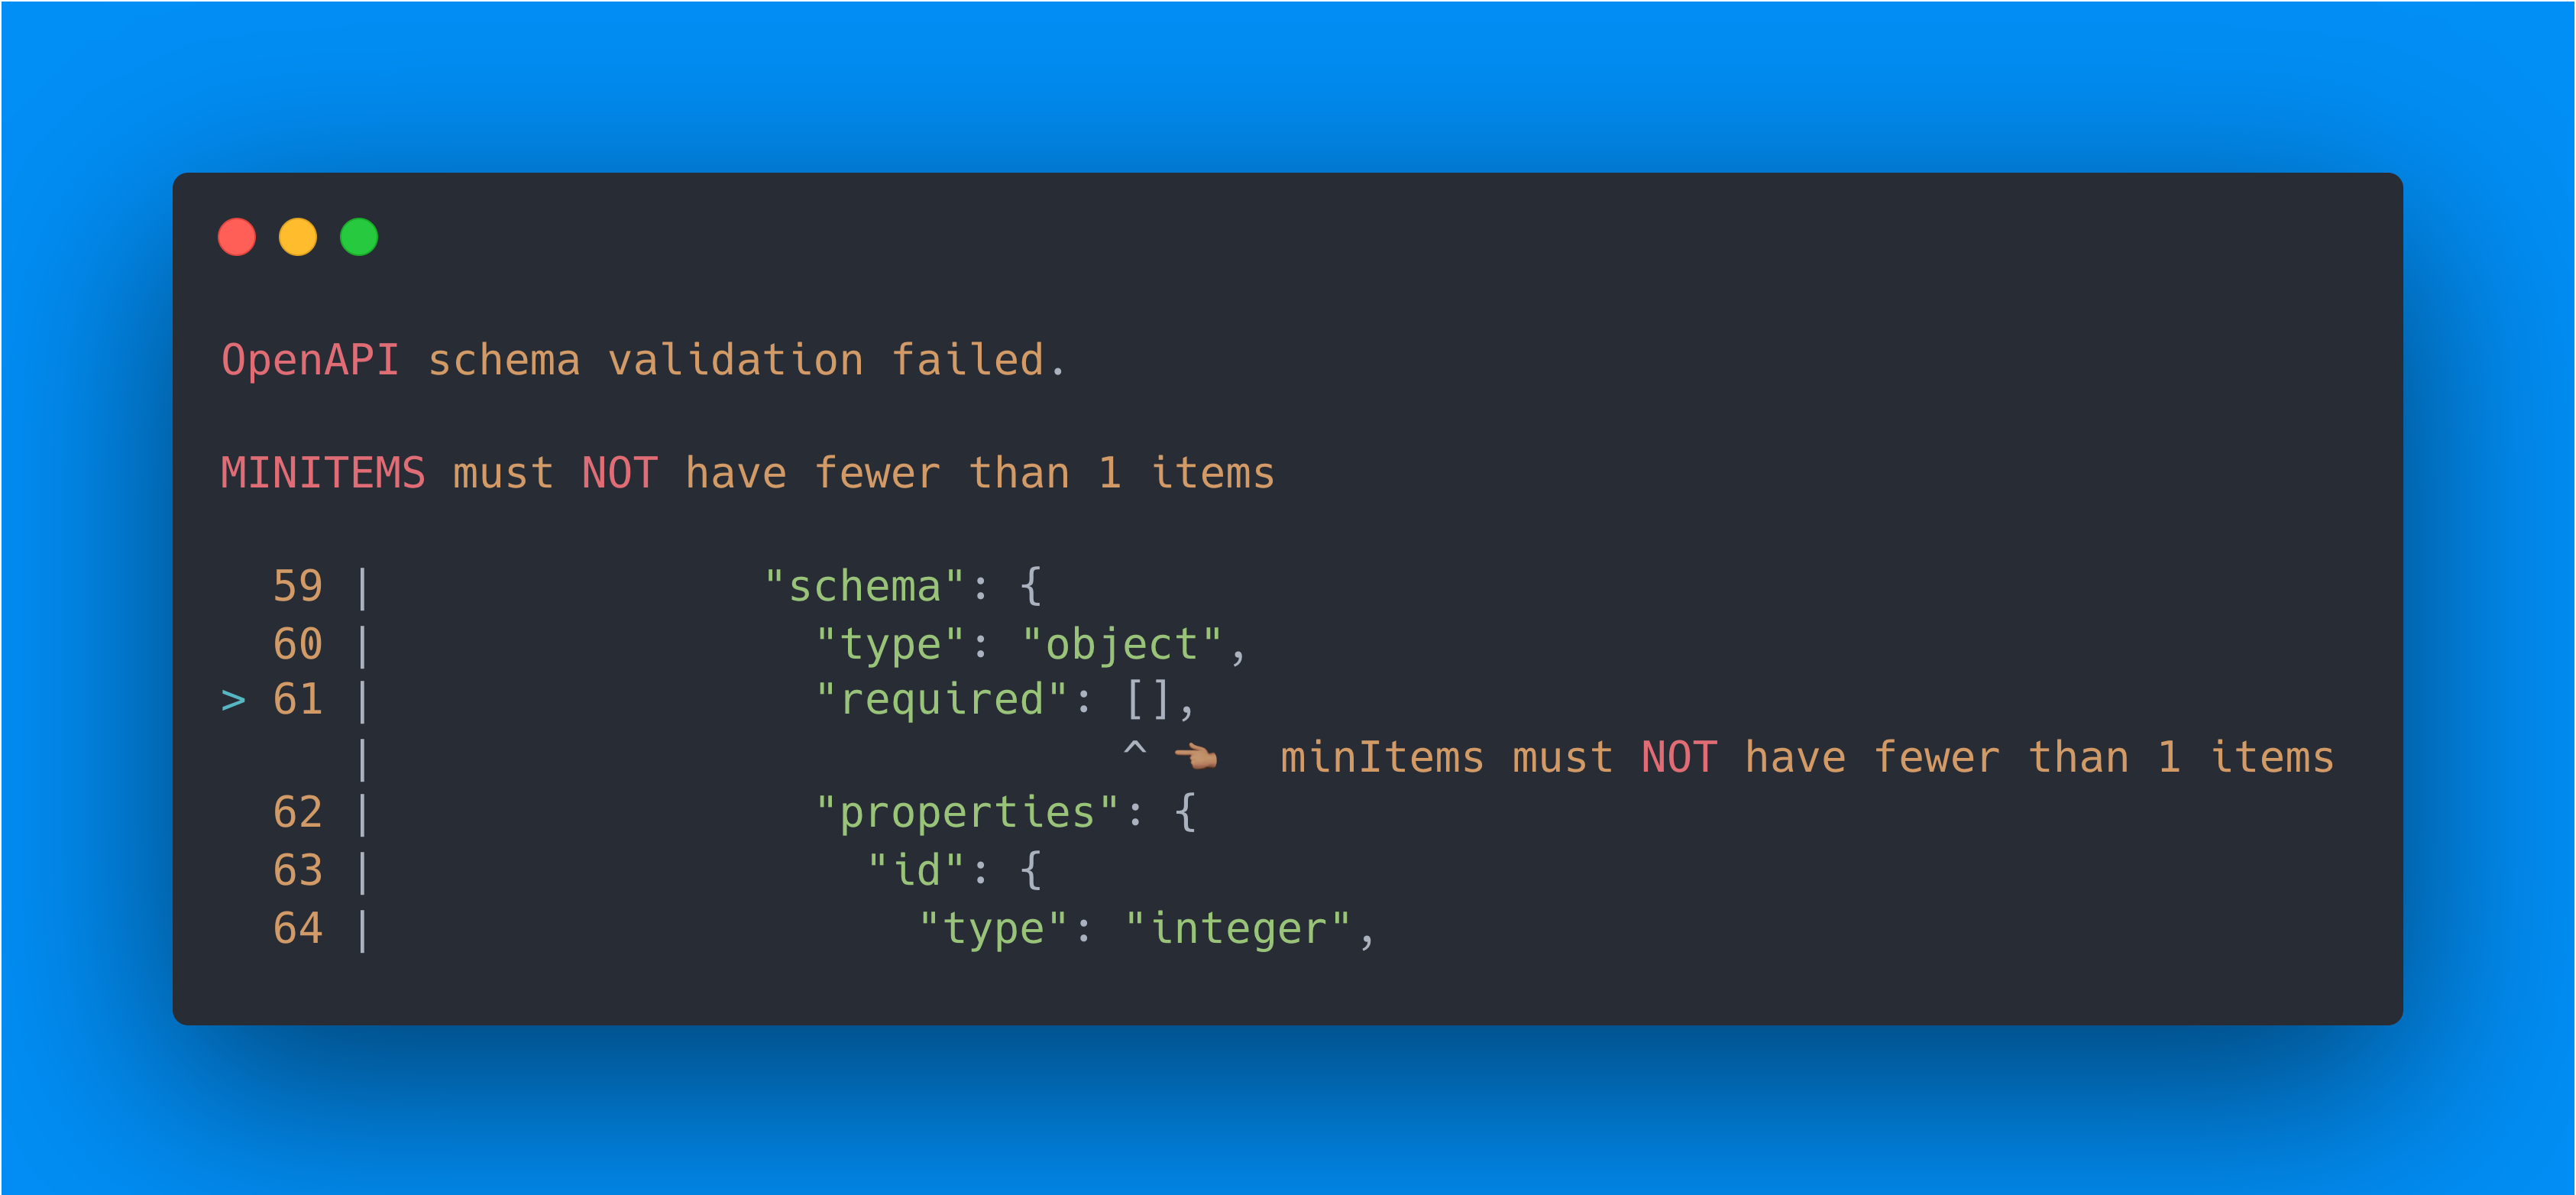 OpenAPI schema validation failed.
MINITEMS must NOT have fewer than 1 items
59 | "schema": {
60 | "type": "object",
> 61 | "required": [],
| ^ 👈🏽 minItems must NOT have fewer than 1 items
62 | "properties": {
63 | "id": {
64 | "type": "integer",